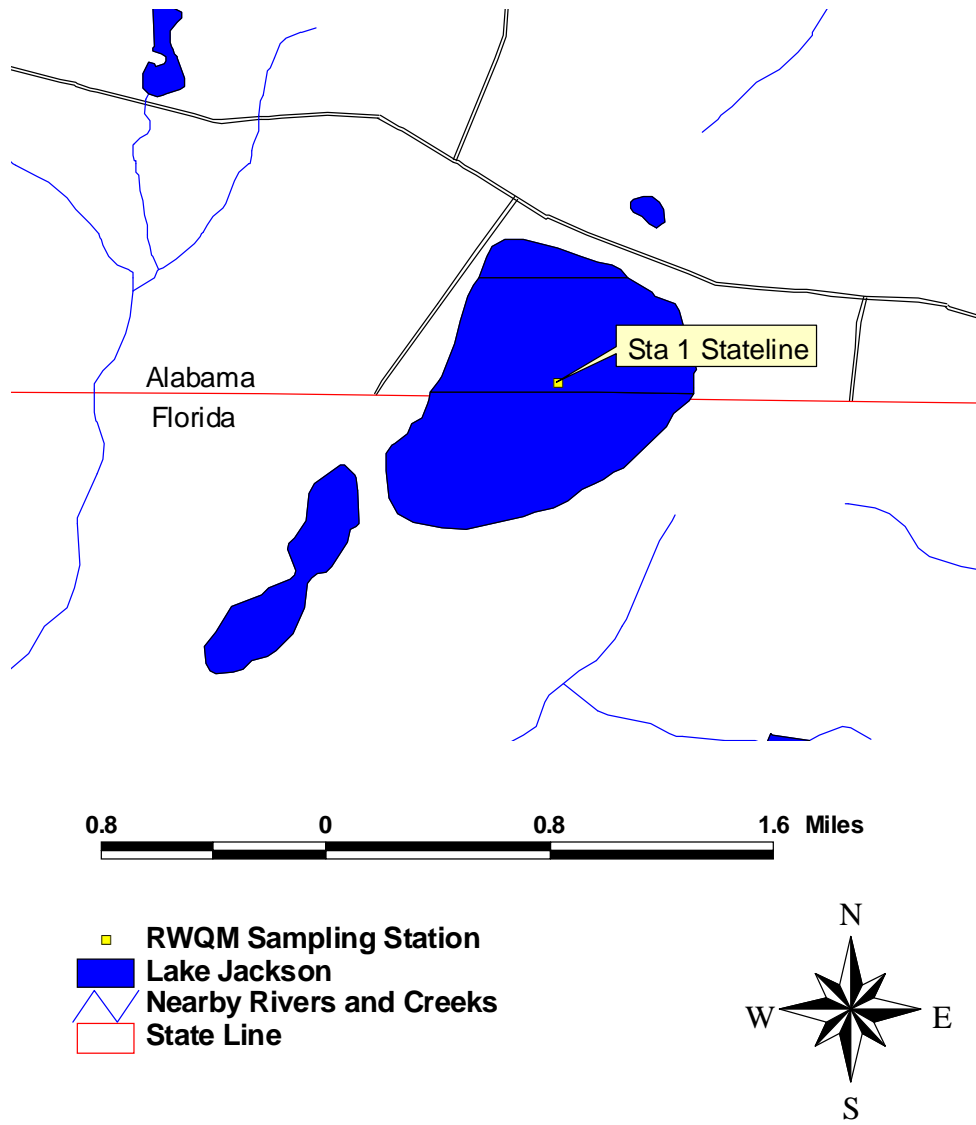 Sta 1 Stateline
Alabama
Florida
0.8 0 0.8 1.6 Miles
RWQM Sampling Station
Lake Jackson
Nearby Rivers and Creeks
State Line
N
W E
S